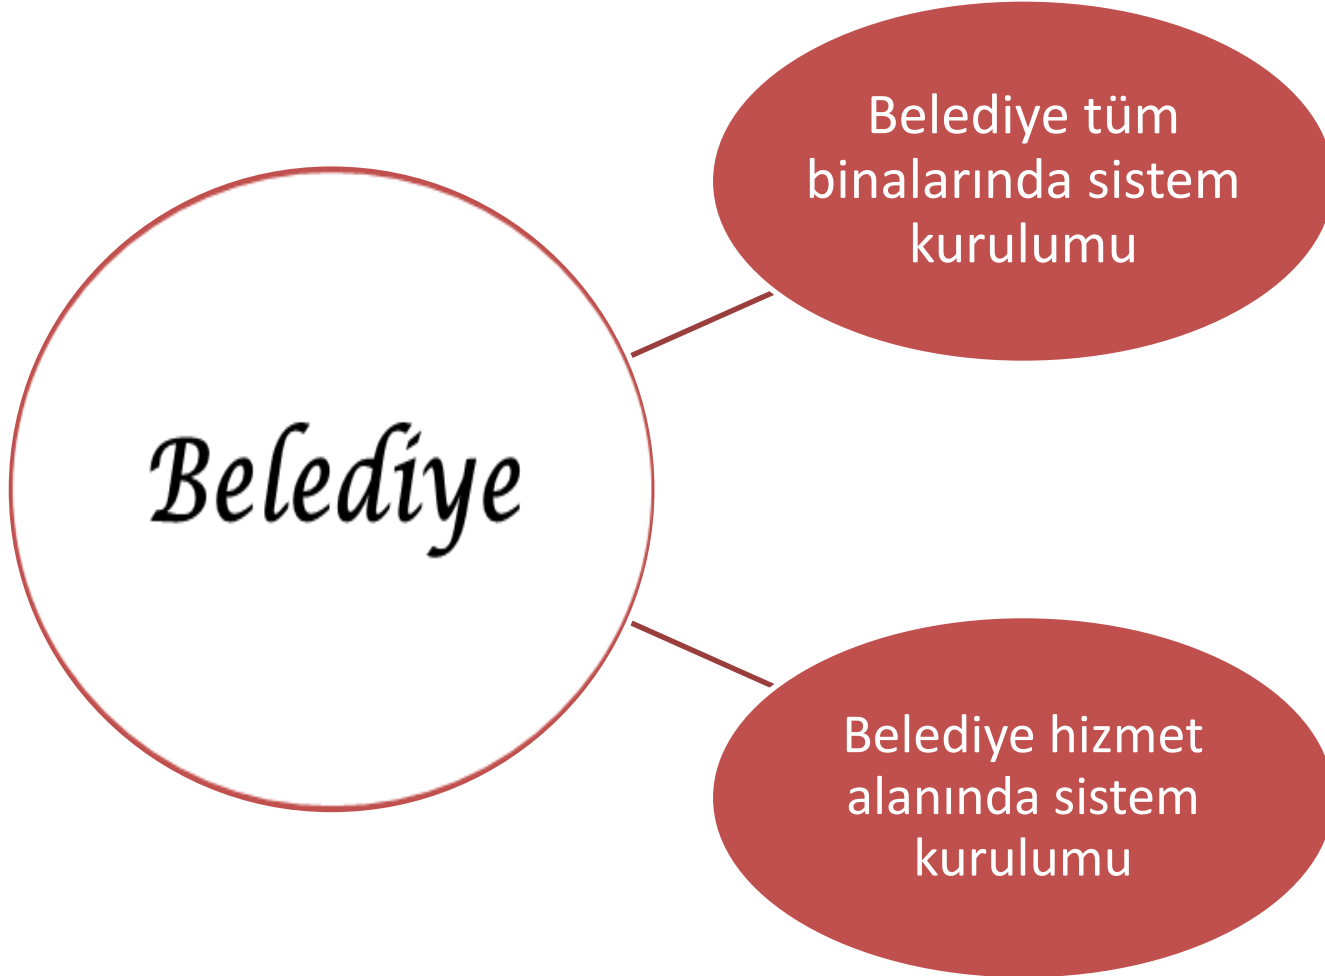 Belediye
Belediye tüm
binalarında sistem
kurulumu
Belediye hizmet
alanında sistem
kurulumu